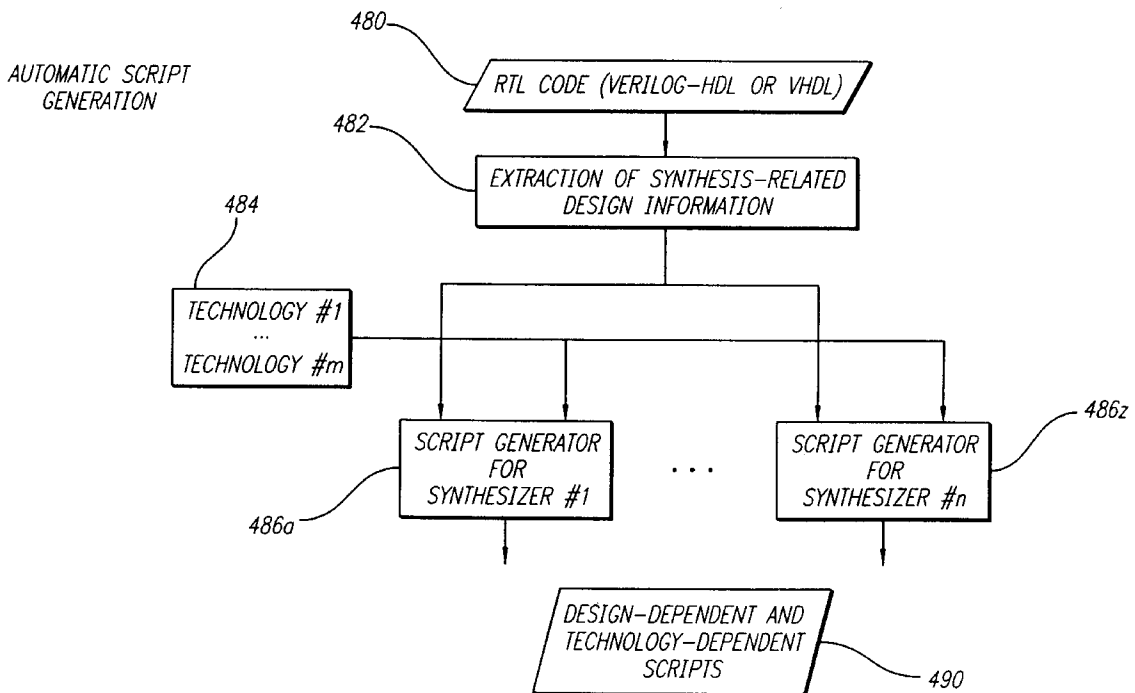 480
AUTOMATIC SCRIPT
GENERATION
RTL CODE (VERILOG-HDL OR VHDL)
482
EXTRACTION OF SYNTHESIS-RELATED
DESIGN INFORMATION
484
TECHNOLOGY #1
...
TECHNOLOGY #m
SCRIPT GENERATOR
FOR
SYNTHESIZER #1
486a
. . .
SCRIPT GENERATOR
FOR
SYNTHESIZER #n
486z
DESIGN-DEPENDENT AND
TECHNOLOGY-DEPENDENT
SCRIPTS
490